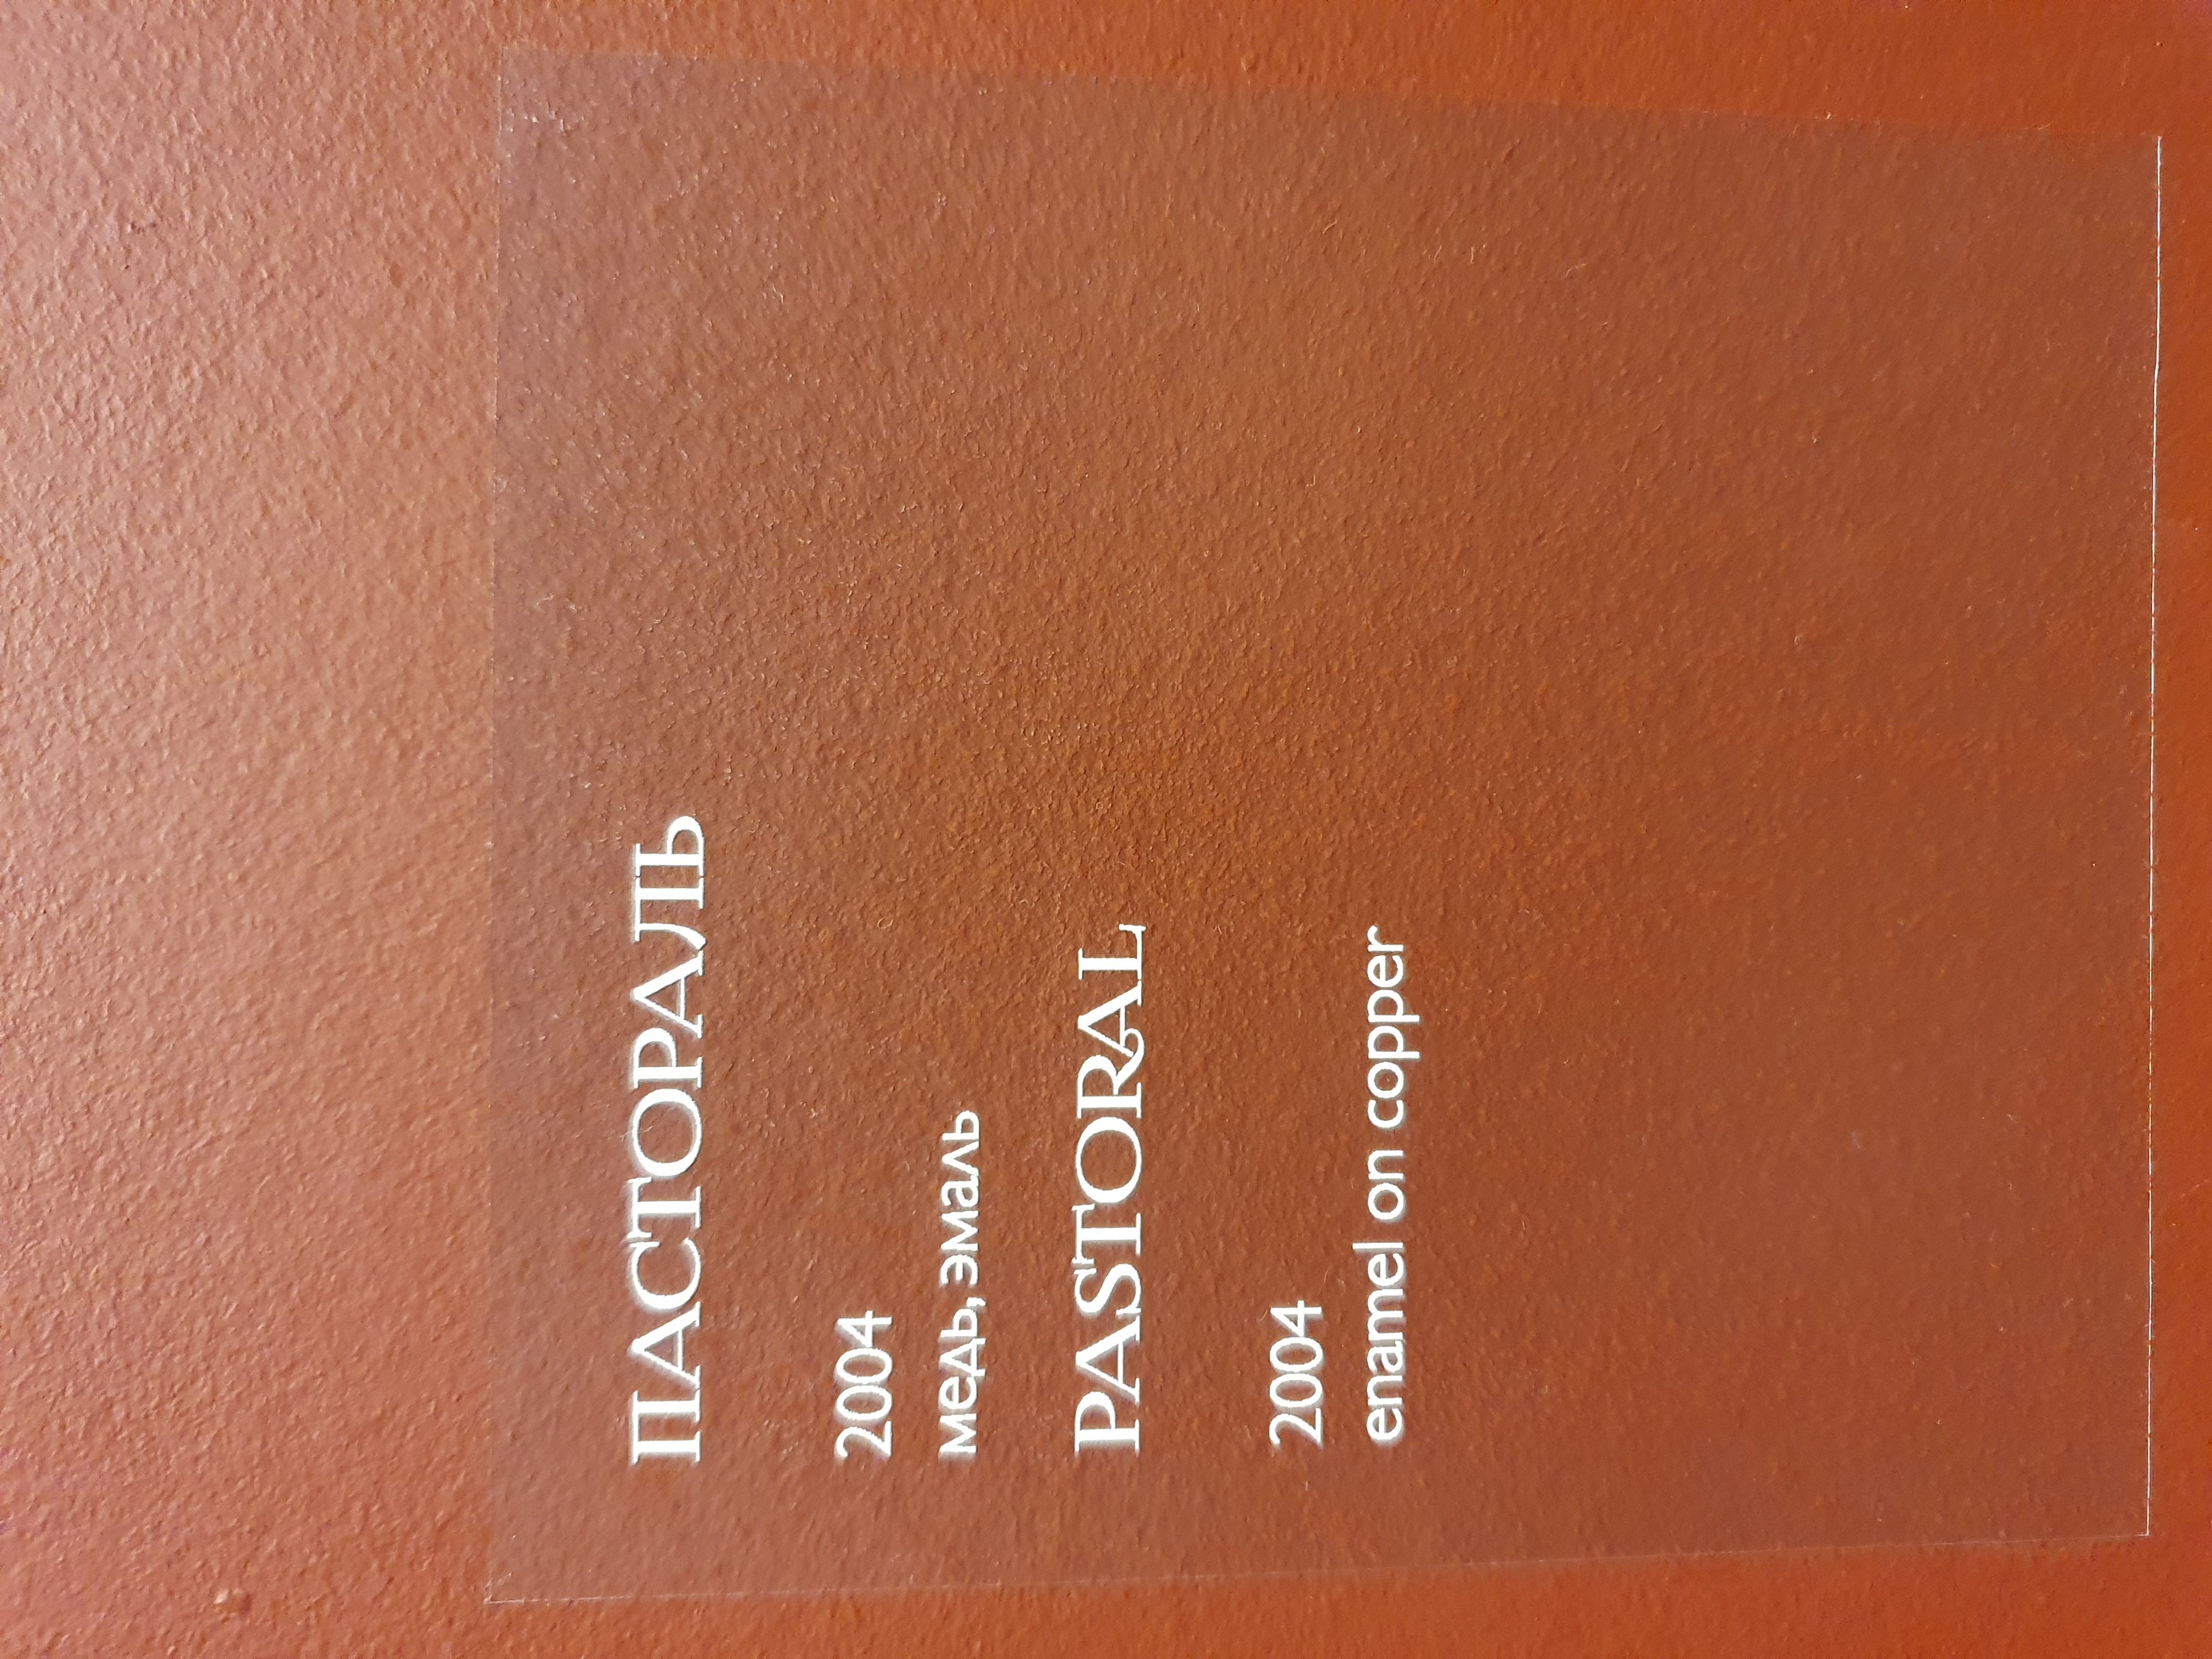 ПАСТОРАЛЬ
2004
медь, эмаль
PASTORAL
2004
enamel on copper